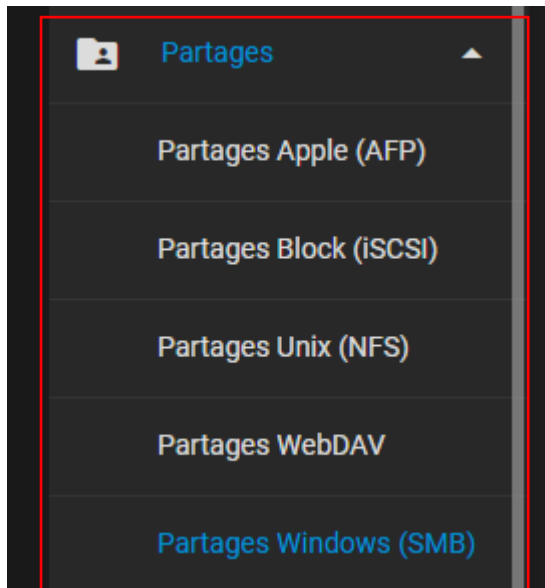 Partages
Partages Apple (AFP)
Partages Block (iSCSI)
Partages Unix (NFS)
Partages WebDAV
Partages Windows (SMB)